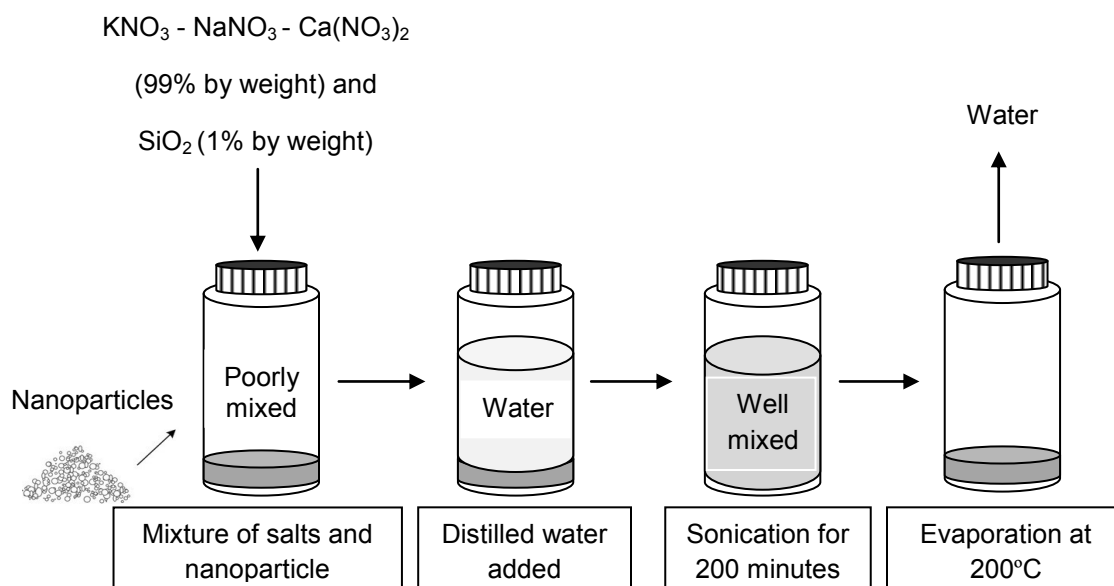 KNO₃ - NaNO₃ - Ca(NO₃)₂
(99% by weight) and
SiO₂ (1% by weight)
Water
Nanoparticles
Poorly
mixed
Water
Well
mixed
Mixture of salts and
nanoparticle
Distilled water
added
Sonication for
200 minutes
Evaporation at
200ºC